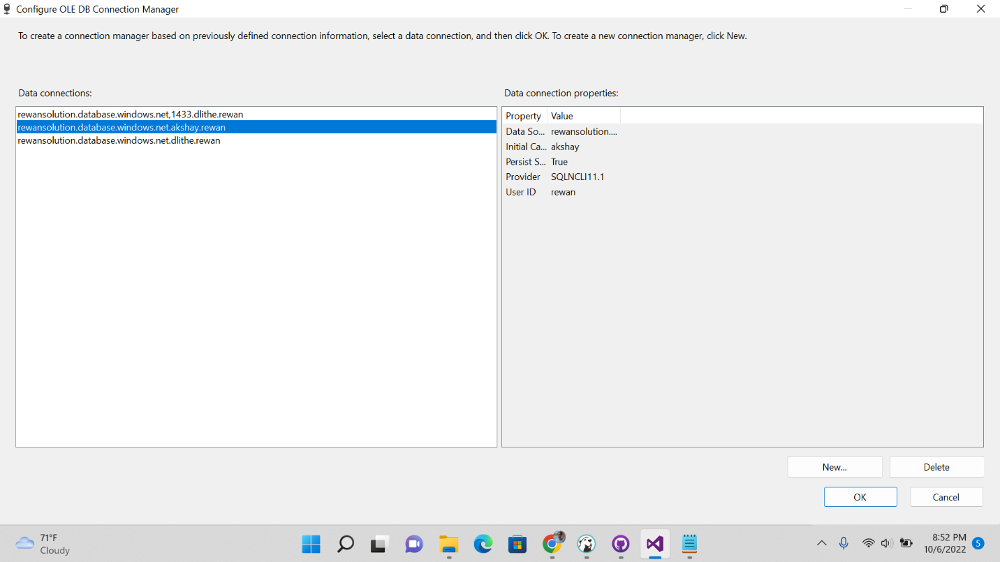 Configure OLE DB Connection Manager
To create a connection manager based on previously defined connection information, select a data connection, and then click OK. To create a new connection manager, click New.
Data connections:
rewansolution.database.windows.net,1433.dlithe.rewan
rewansolution.database.windows.net.akshay.rewan
rewansolution.database.windows.net.dlithe.rewan
Data connection properties:
Property Value
Data So... rewansolution....
Initial Ca... akshay
Persist S... True
Provider SQLNCLI11.1
User ID rewan
New... Delete
OK Cancel
71°F
Cloudy
8:52 PM
10/6/2022
5